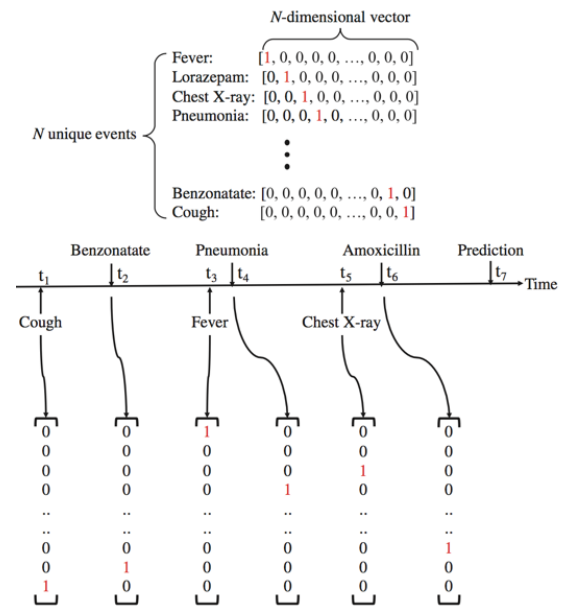 N-dimensional vector
N unique events
Fever: [1, 0, 0, 0, 0, ..., 0, 0, 0]
Lorazepam: [0, 1, 0, 0, 0, ..., 0, 0, 0]
Chest X-ray: [0, 0, 1, 0, 0, ..., 0, 0, 0]
Pneumonia: [0, 0, 0, 1, 0, ..., 0, 0, 0]
Benzonatate: [0, 0, 0, 0, 0, ..., 0, 1, 0]
Cough: [0, 0, 0, 0, 0, ..., 0, 0, 1]
Benzonatate Pneumonia Amoxicillin Prediction
t1 t2 t3 t4 t5 t6 t7 Time
Cough Fever Chest X-ray
0 0 1 0 0 0
0 0 0 0 0 0
0 0 0 0 1 0
0 0 0 1 0 0
.. .. .. .. .. ..
.. .. .. .. .. ..
0 0 0 0 0 1
0 1 0 0 0 0
1 0 0 0 0 0